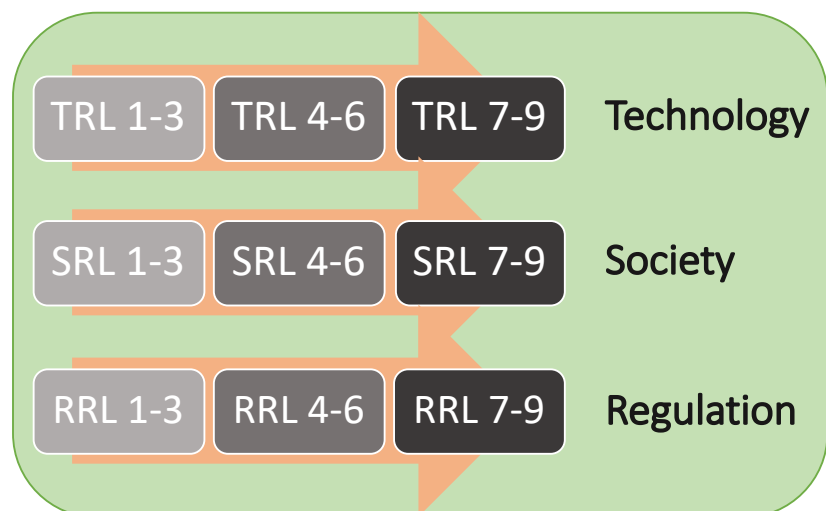 TRL 1-3 TRL 4-6 TRL 7-9 Technology
SRL 1-3 SRL 4-6 SRL 7-9 Society
RRL 1-3 RRL 4-6 RRL 7-9 Regulation